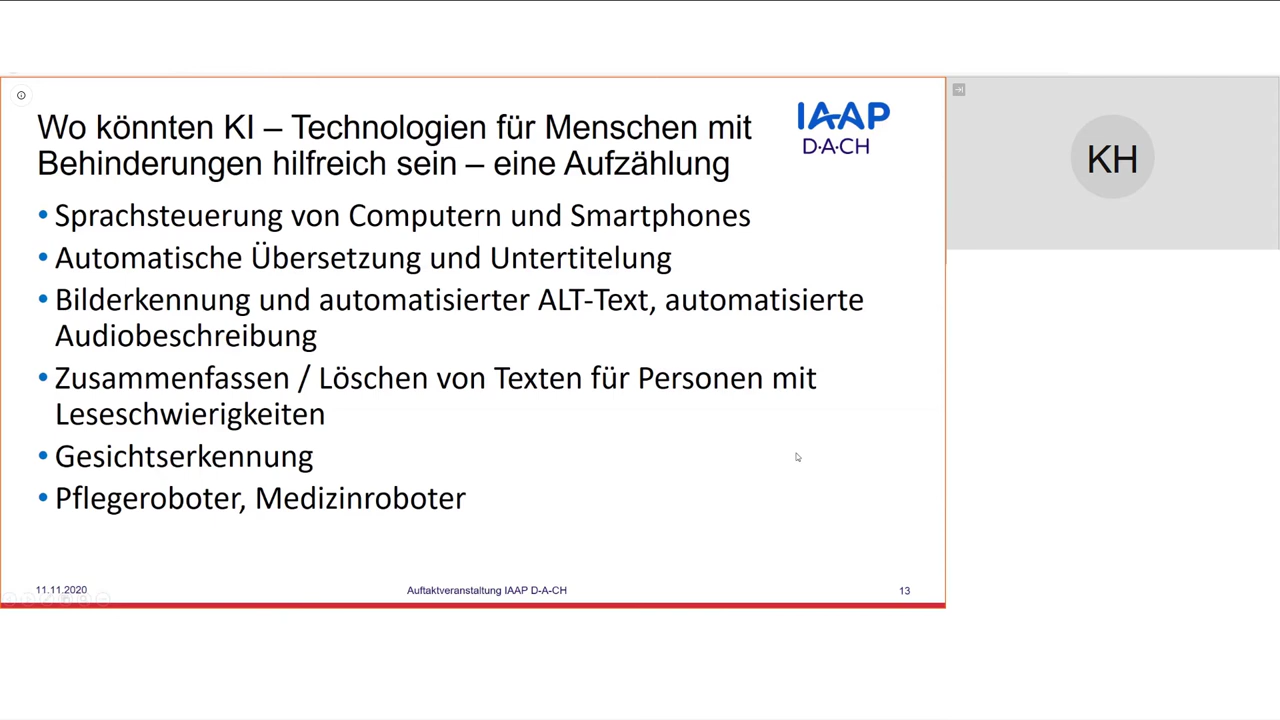 Wo könnten KI – Technologien für Menschen mit
Behinderungen hilfreich sein – eine Aufzählung
IAAP
D·A·CH
• Sprachsteuerung von Computern und Smartphones
• Automatische Übersetzung und Untertitelung
• Bilderkennung und automatisierter ALT-Text, automatisierte
Audiobeschreibung
• Zusammenfassen / Löschen von Texten für Personen mit
Leseschwierigkeiten
• Gesichtserkennung
• Pflegeroboter, Medizinroboter
11.11.2020
Auftaktveranstaltung IAAP D-A-CH
13
KH